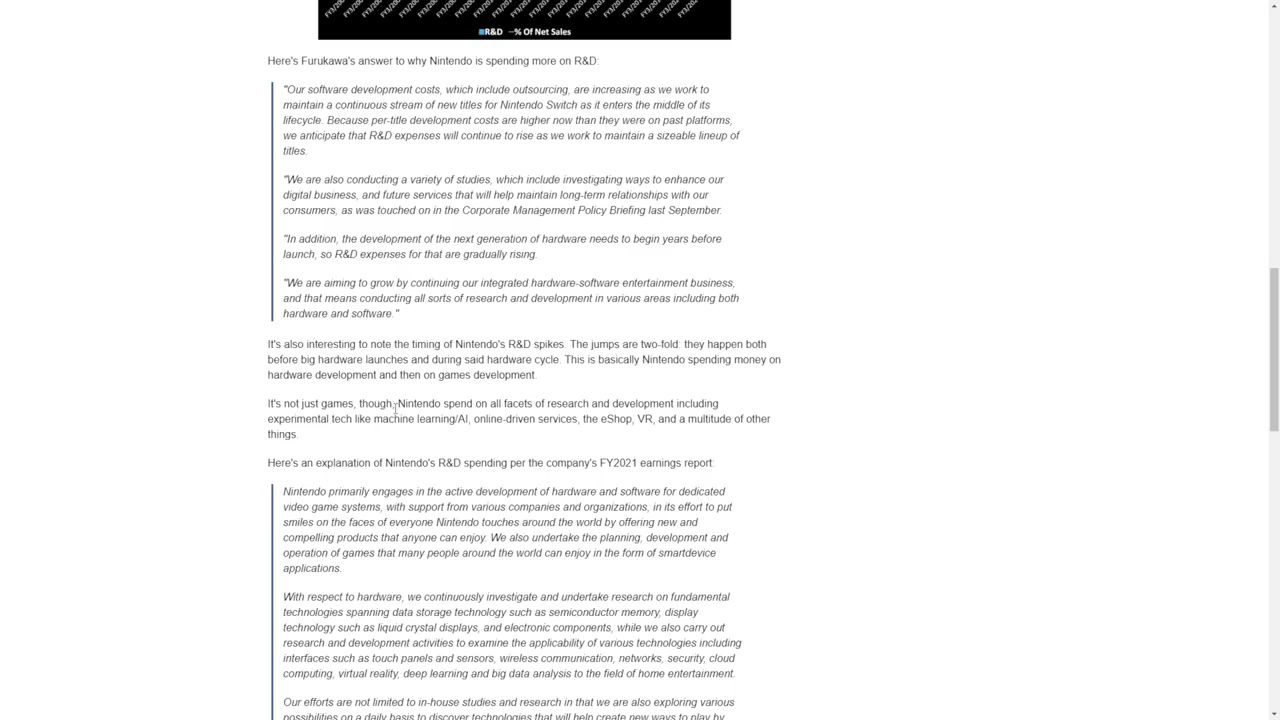 R&D % Of Net Sales
Here's Furukawa's answer to why Nintendo is spending more on R&D:
"Our software development costs, which include outsourcing, are increasing as we work to
maintain a continuous stream of new titles for Nintendo Switch as it enters the middle of its
lifecycle. Because per-title development costs are higher now than they were on past platforms,
we anticipate that R&D expenses will continue to rise as we work to maintain a sizeable lineup of
titles.
"We are also conducting a variety of studies, which include investigating ways to enhance our
digital business, and future services that will help maintain long-term relationships with our
consumers, as was touched on in the Corporate Management Policy Briefing last September.
"In addition, the development of the next generation of hardware needs to begin years before
launch, so R&D expenses for that are gradually rising.
"We are aiming to grow by continuing our integrated hardware-software entertainment business,
and that means conducting all sorts of research and development in various areas including both
hardware and software."
It's also interesting to note the timing of Nintendo's R&D spikes. The jumps are two-fold: they happen both
before big hardware launches and during said hardware cycle. This is basically Nintendo spending money on
hardware development and then on games development.
It's not just games, though. Nintendo spend on all facets of research and development including
experimental tech like machine learning/AI, online-driven services, the eShop, VR, and a multitude of other
things.
Here's an explanation of Nintendo's R&D spending per the company's FY2021 earnings report:
Nintendo primarily engages in the active development of hardware and software for dedicated
video game systems, with support from various companies and organizations, in its effort to put
smiles on the faces of everyone Nintendo touches around the world by offering new and
compelling products that anyone can enjoy. We also undertake the planning, development and
operation of games that many people around the world can enjoy in the form of smartdevice
applications.
With respect to hardware, we continuously investigate and undertake research on fundamental
technologies spanning data storage technology such as semiconductor memory, display
technology such as liquid crystal displays, and electronic components, while we also carry out
research and development activities to examine the applicability of various technologies including
interfaces such as touch panels and sensors, wireless communication, networks, security, cloud
computing, virtual reality, deep learning and big data analysis to the field of home entertainment.
Our efforts are not limited to in-house studies and research in that we are also exploring various
possibilities on a daily basis to discover technologies that will help create new ways to play by